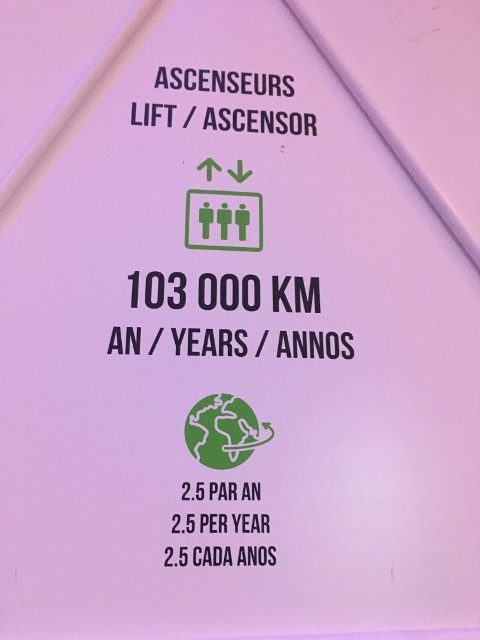 ASCENSEURS
LIFT / ASCENSOR
103 000 KM
AN / YEARS / ANNOS
2.5 PAR AN
2.5 PER YEAR
2.5 CADA ANOS